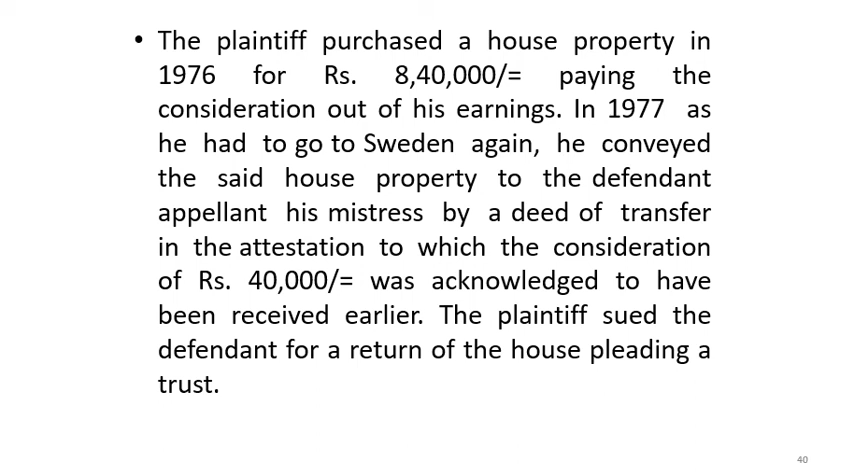 • The plaintiff purchased a house property in
1976 for Rs. 8,40,000/= paying the
consideration out of his earnings. In 1977 as
he had to go to Sweden again, he conveyed
the said house property to the defendant
appellant his mistress by a deed of transfer
in the attestation to which the consideration
of Rs. 40,000/= was acknowledged to have
been received earlier. The plaintiff sued the
defendant for a return of the house pleading a
trust.
40